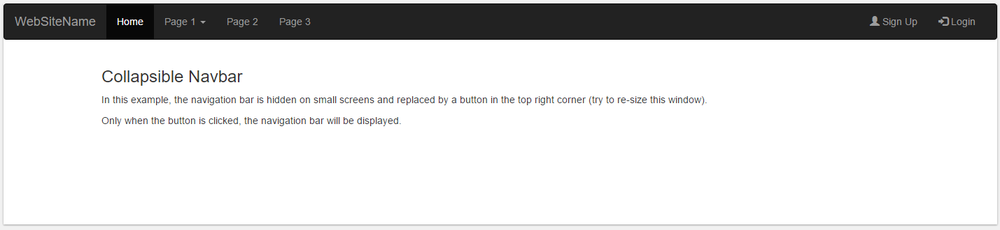 WebSiteName Home Page 1 Page 2 Page 3 Sign Up Login
Collapsible Navbar
In this example, the navigation bar is hidden on small screens and replaced by a button in the top right corner (try to re-size this window).
Only when the button is clicked, the navigation bar will be displayed.